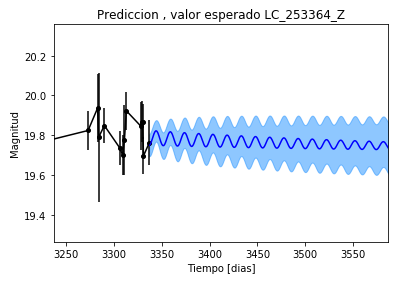 Prediccion , valor esperado LC_253364_Z
Magnitud
20.2
20.0
19.8
19.6
19.4
3250 3300 3350 3400 3450 3500 3550
Tiempo [dias]